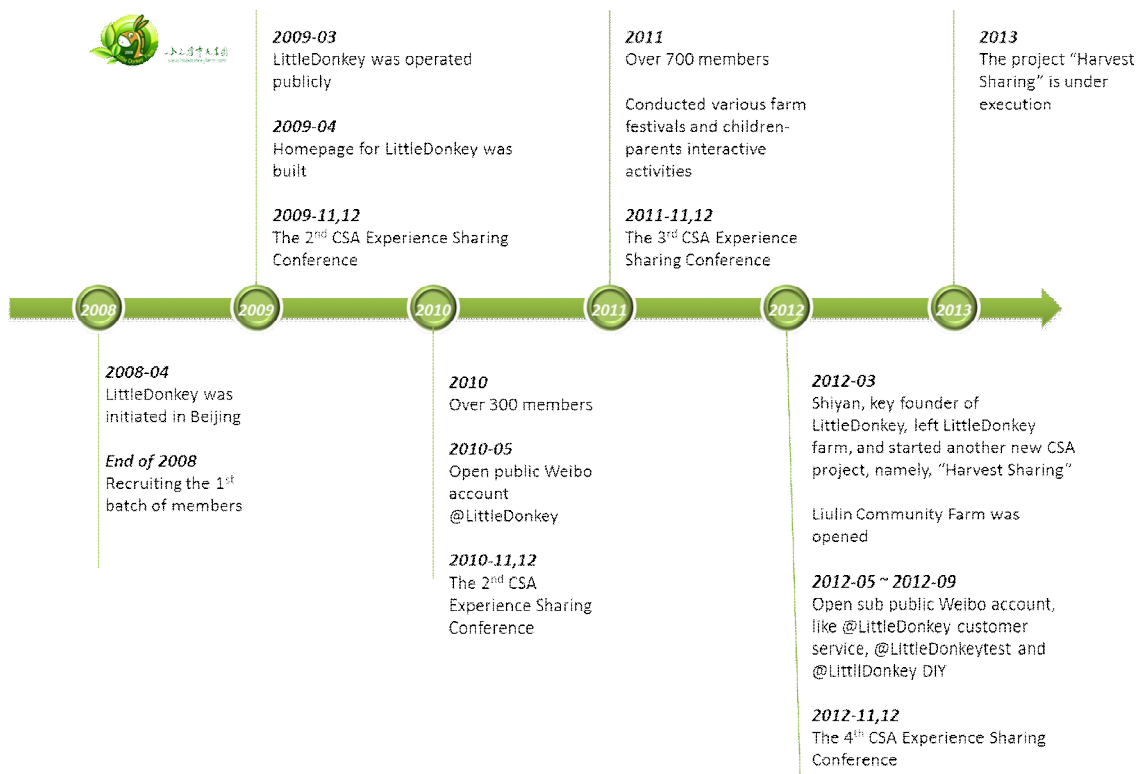 2009-03
LittleDonkey was operated
publicly
2009-04
Homepage for LittleDonkey was
built
2009-11,12
The 2nd CSA Experience Sharing
Conference
2011
Over 700 members
Conducted various farm
festivals and children-
parents interactive
activities
2011-11,12
The 3rd CSA Experience
Sharing Conference
2013
The project “Harvest
Sharing” is under
execution
2008
2009
2010
2011
2012
2013
2008-04
LittleDonkey was
initiated in Beijing
End of 2008
Recruiting the 1st
batch of members
2010
Over 300 members
2010-05
Open public Weibo
account
@LittleDonkey
2010-11,12
The 2nd CSA
Experience Sharing
Conference
2012-03
Shiyan, key founder of
LittleDonkey, left LittleDonkey
farm, and started another new CSA
project, namely, “Harvest Sharing”
Liulin Community Farm was
opened
2012-05 ~ 2012-09
Open sub public Weibo account,
like @LittleDonkey customer
service, @LittleDonkeytest and
@LittlIDonkey DIY
2012-11,12
The 4th CSA Experience Sharing
Conference